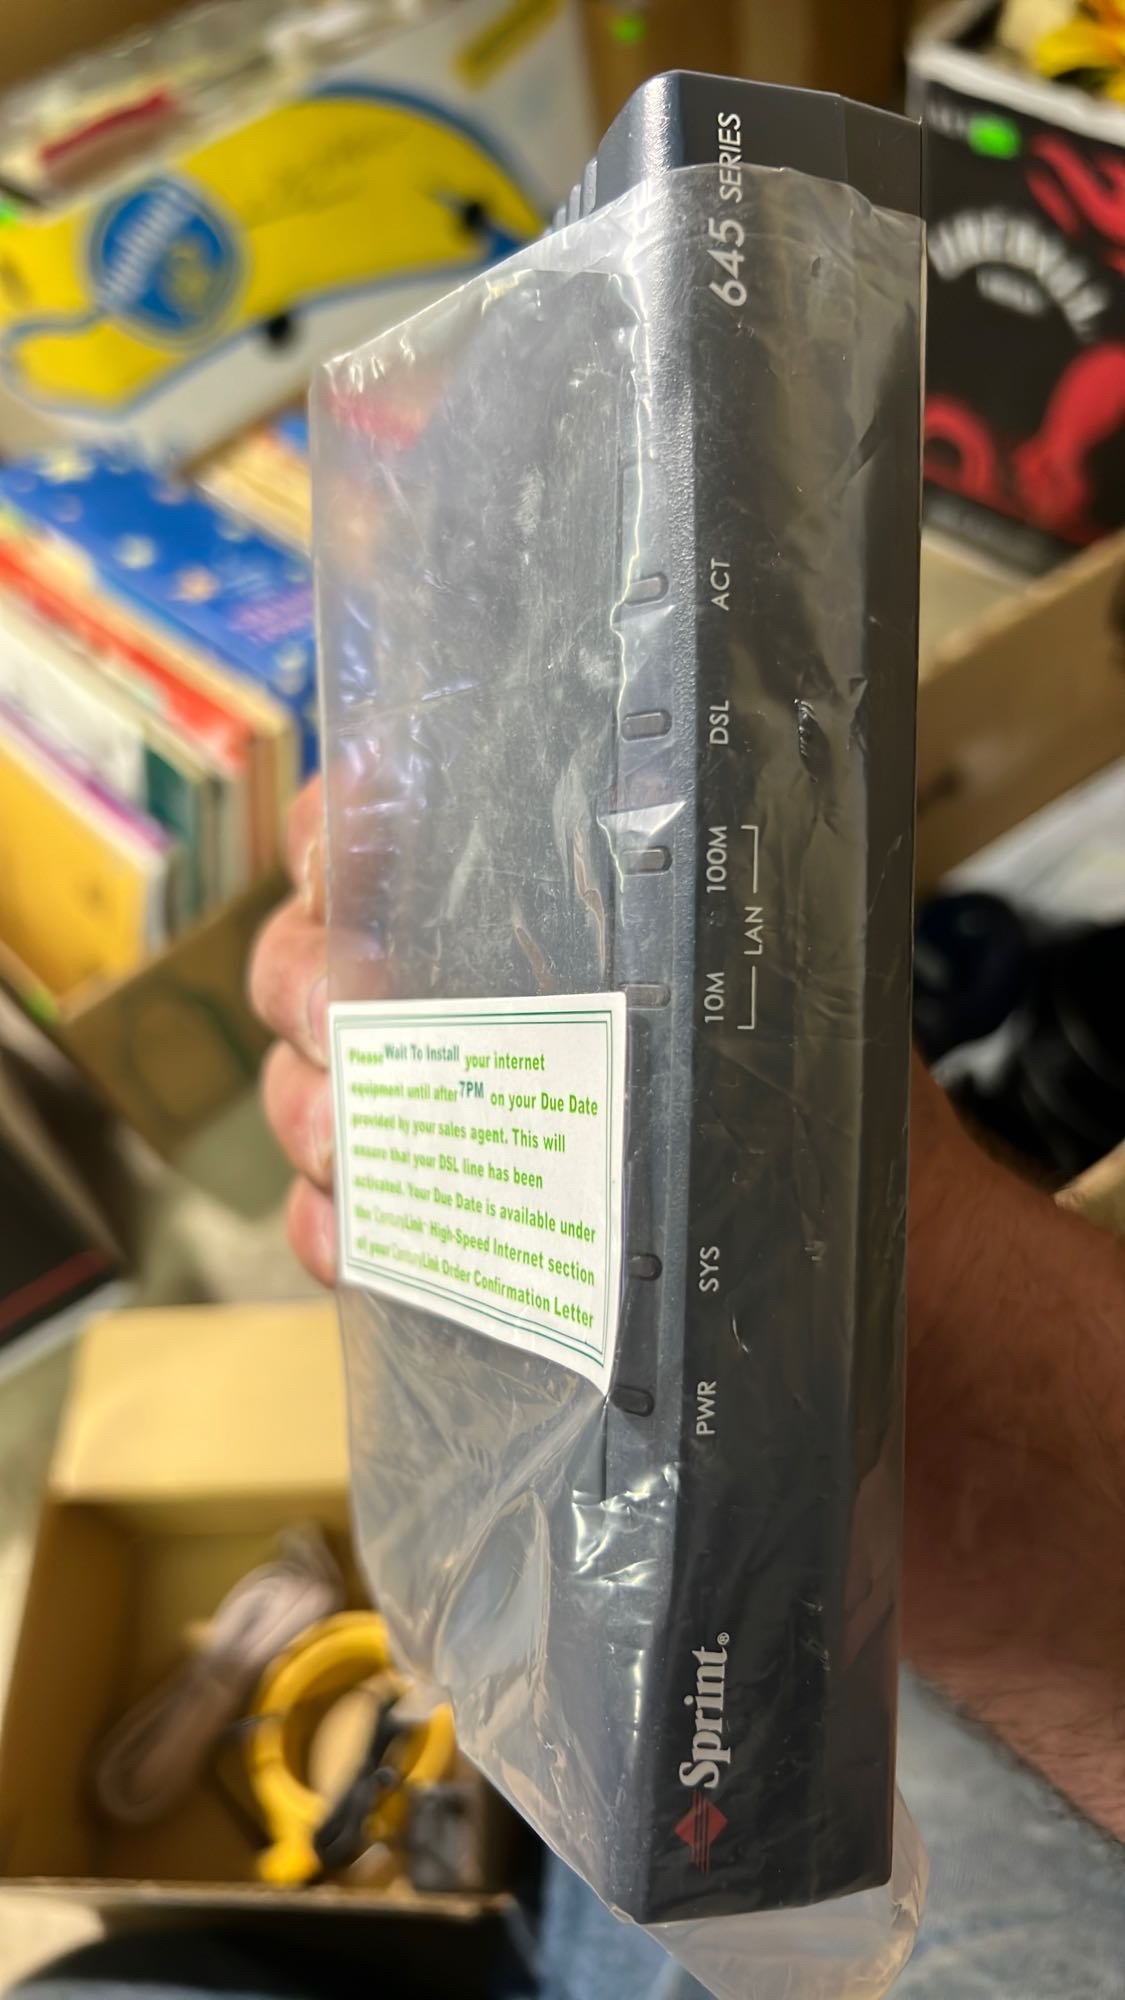 Sprint®
PWR
SYS
10M
100M
LAN
DSL
ACT
645 SERIES
Please Wait To Install your internet
equipment until after 7PM on your Due Date
provided by your sales agent. This will
ensure that your DSL line has been
activated. Your Due Date is available under
the CenturyLink™ High-Speed Internet section
of your CenturyLink Order Confirmation Letter
FIREBALL